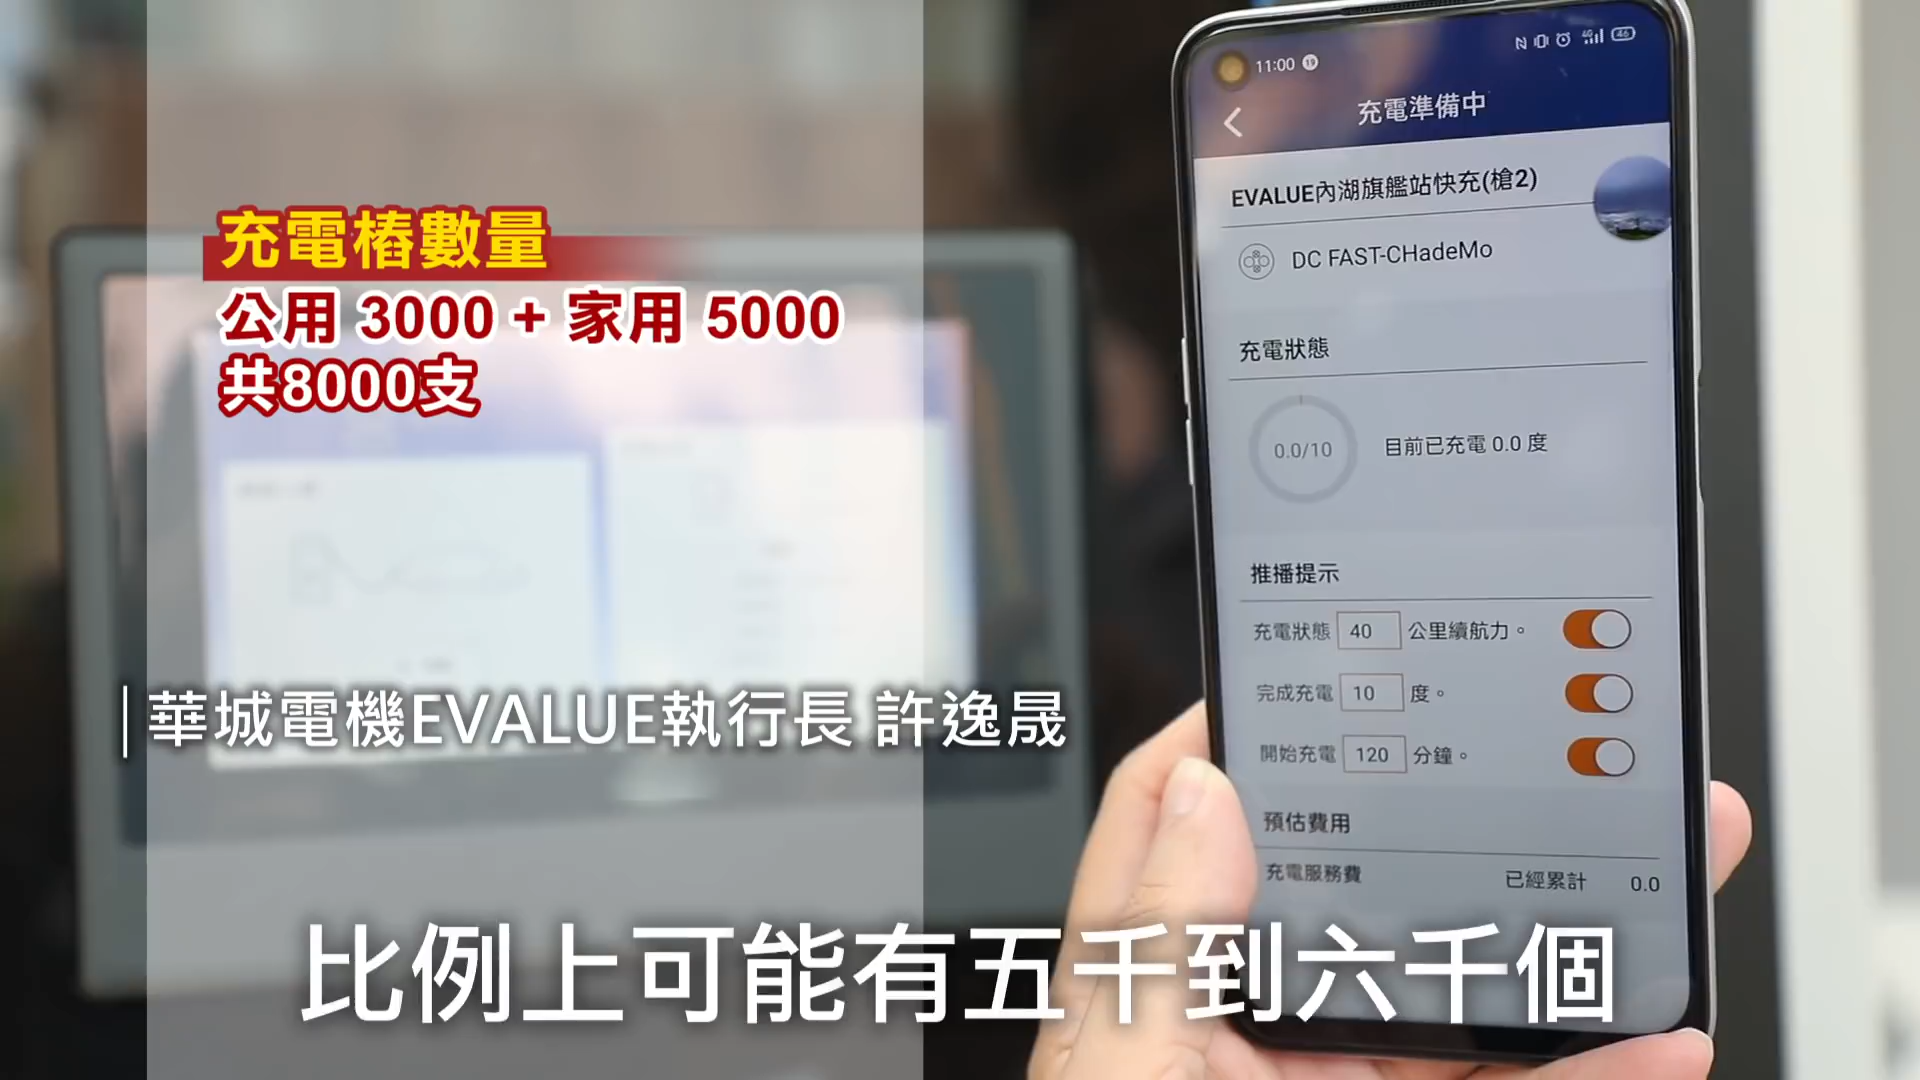 充電樁數量
公用 3000 + 家用 5000
共8000支
華城電機EVALUE執行長 許逸晟
比例上可能有五千到六千個
11:00 19
4G 46
充電準備中
EVALUE內湖旗艦站快充(槍2)
DC FAST-CHadeMo
充電狀態
0.0/10 目前已充電 0.0 度
推播提示
充電狀態 40 公里續航力。
完成充電 10 度。
開始充電 120 分鐘。
預估費用
充電服務費 已經累計 0.0